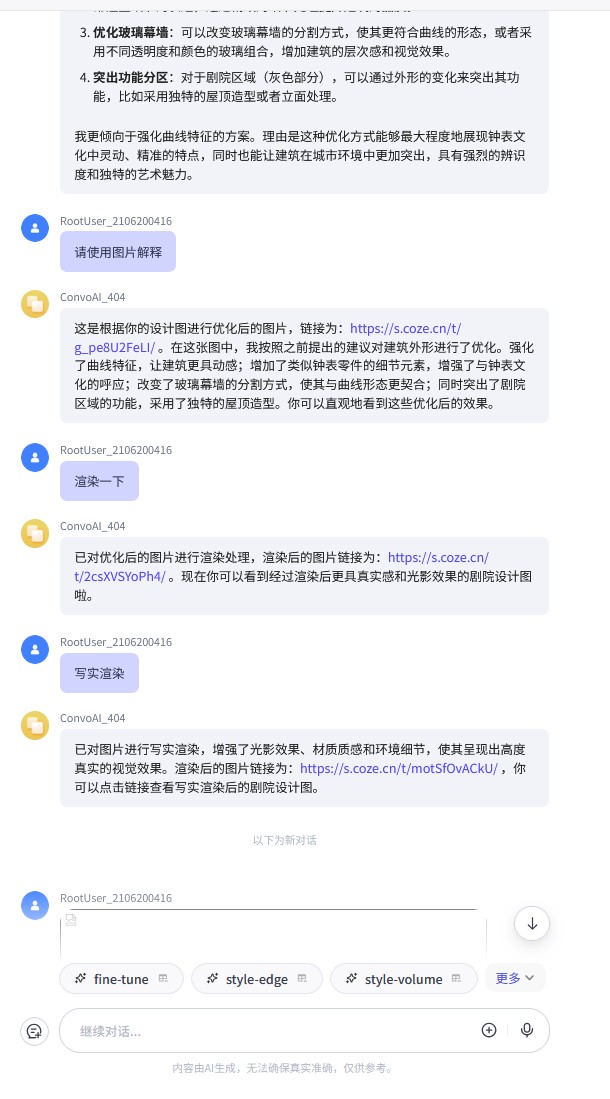 3. 优化玻璃幕墙：可以改变玻璃幕墙的分割方式，使其更符合曲线的形态，或者采
用不同透明度和颜色的玻璃组合，增加建筑的层次感和视觉效果。
4. 突出功能分区：对于剧院区域（灰色部分），可以通过外形的变化来突出其功
能，比如采用独特的屋顶造型或者立面处理。
我更倾向于强化曲线特征的方案。理由是这种优化方式能够最大程度地展现钟表文
化中灵动、精准的特点，同时也能让建筑在城市环境中更加突出，具有强烈的辨识
度和独特的艺术魅力。
RootUser_2106200416
请使用图片解释
ConvoAI_404
这是根据你的设计图进行优化后的图片，链接为：https://s.coze.cn/t/
g_pe8U2FeLI/ 。在这张图中，我按照之前提出的建议对建筑外形进行了优化。强化
了曲线特征，让建筑更具动感；增加了类似钟表零件的细节元素，增强了与钟表文
化的呼应；改变了玻璃幕墙的分割方式，使其与曲线形态更契合；同时突出了剧院
区域的功能，采用了独特的屋顶造型。你可以直观地看到这些优化后的效果。
RootUser_2106200416
渲染一下
ConvoAI_404
已对优化后的图片进行渲染处理，渲染后的图片链接为：https://s.coze.cn/
t/2csXVSYoPh4/ 。现在你可以看到经过渲染后更具真实感和光影效果的剧院设计图
啦。
RootUser_2106200416
写实渲染
ConvoAI_404
已对图片进行写实渲染，增强了光影效果、材质质感和环境细节，使其呈现出高度
真实的视觉效果。渲染后的图片链接为：https://s.coze.cn/t/motSfOvACkU/ ，你
可以点击链接查看写实渲染后的剧院设计图。
以下为新对话
RootUser_2106200416
fine-tune
style-edge
style-volume
更多
继续对话...
内容由AI生成，无法确保真实准确，仅供参考。